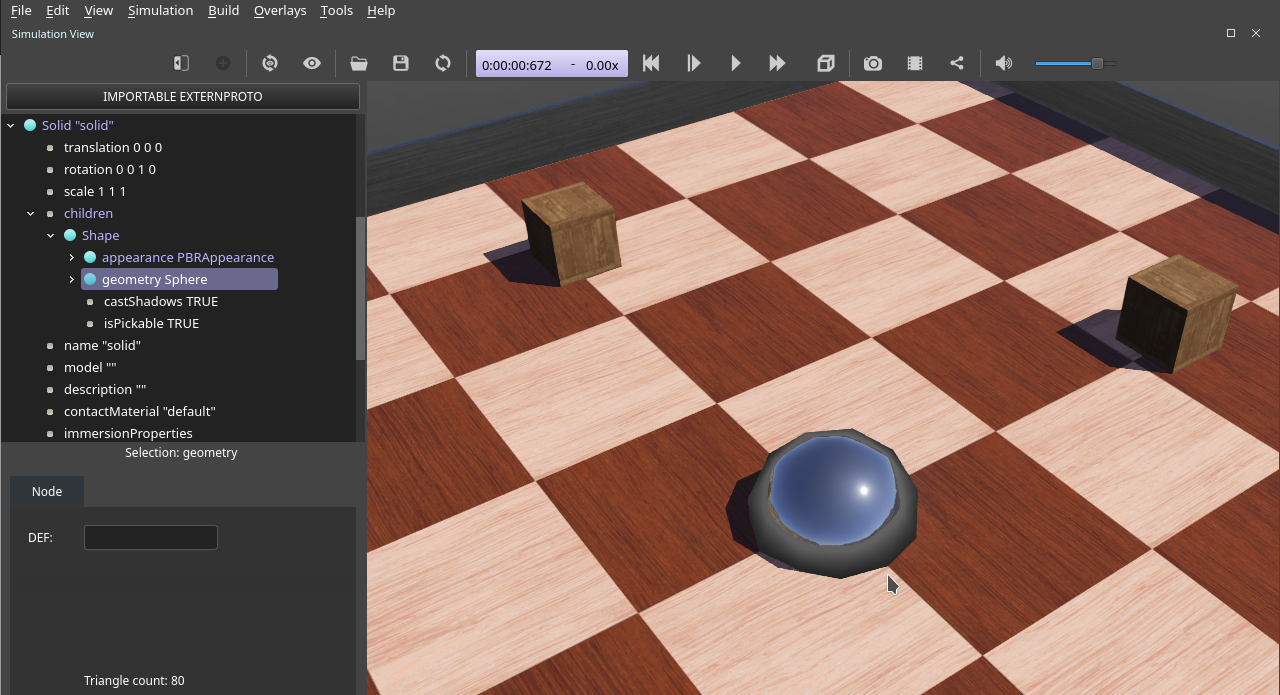 File Edit View Simulation Build Overlays Tools Help
Simulation View
0:00:00:672 - 0.00x
IMPORTABLE EXTERNPROTO
Solid "solid"
translation 0 0 0
rotation 0 0 1 0
scale 1 1 1
children
Shape
appearance PBRAppearance
geometry Sphere
castShadows TRUE
isPickable TRUE
name "solid"
model ""
description ""
contactMaterial "default"
immersionProperties
Selection: geometry
Node
DEF:
Triangle count: 80